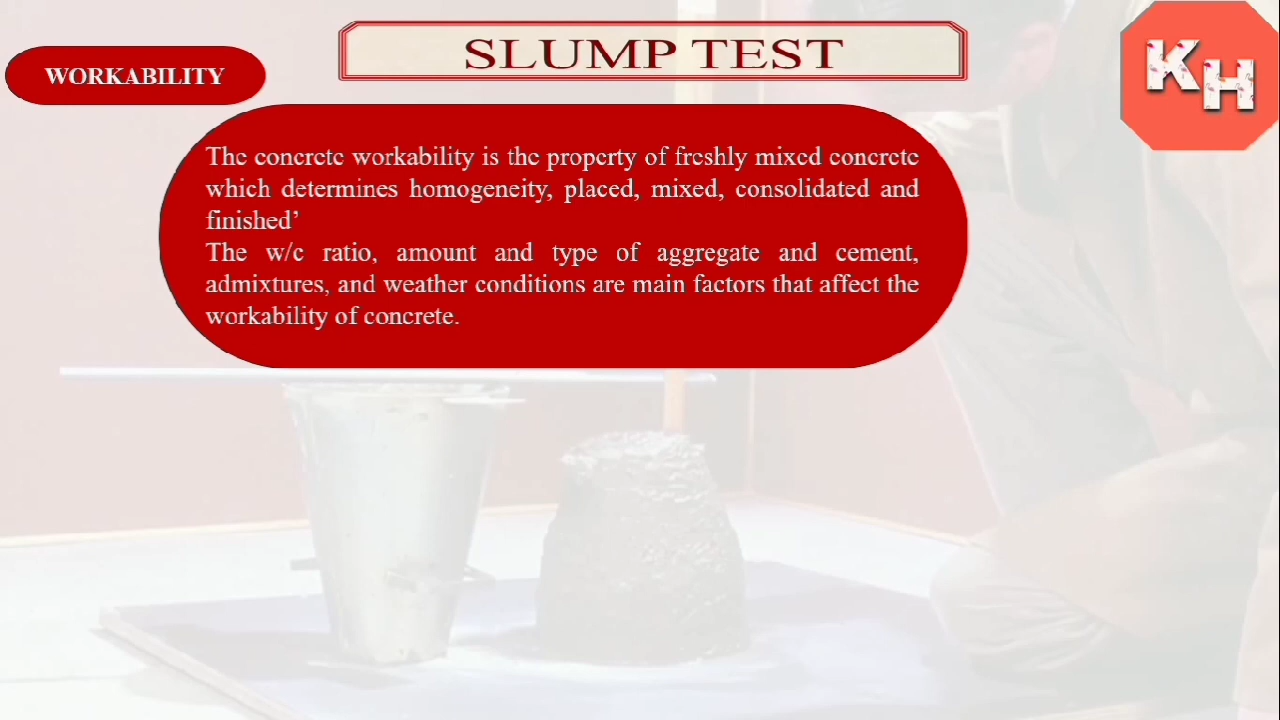 SLUMP TEST
WORKABILITY
KH
The concrete workability is the property of freshly mixed concrete
which determines homogeneity, placed, mixed, consolidated and
finished’
The w/c ratio, amount and type of aggregate and cement,
admixtures, and weather conditions are main factors that affect the
workability of concrete.